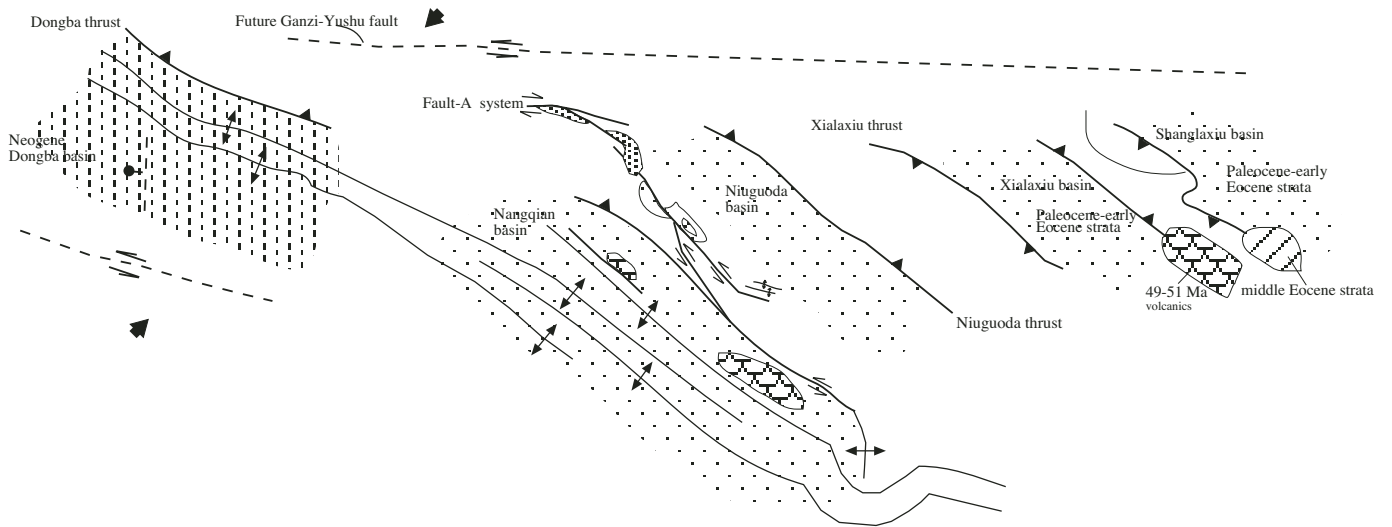 Dongba thrust
Future Ganzi-Yushu fault
Fault-A system
Xialaxiu thrust
Shanglaxiu basin
Neogene
Dongba basin
Paleocene-early
Eocene strata
Xialaxiu basin
Niuguoda
basin
Nangqian
basin
Paleocene-early
Eocene strata
49-51 Ma
volcanics
middle Eocene strata
Niuguoda thrust